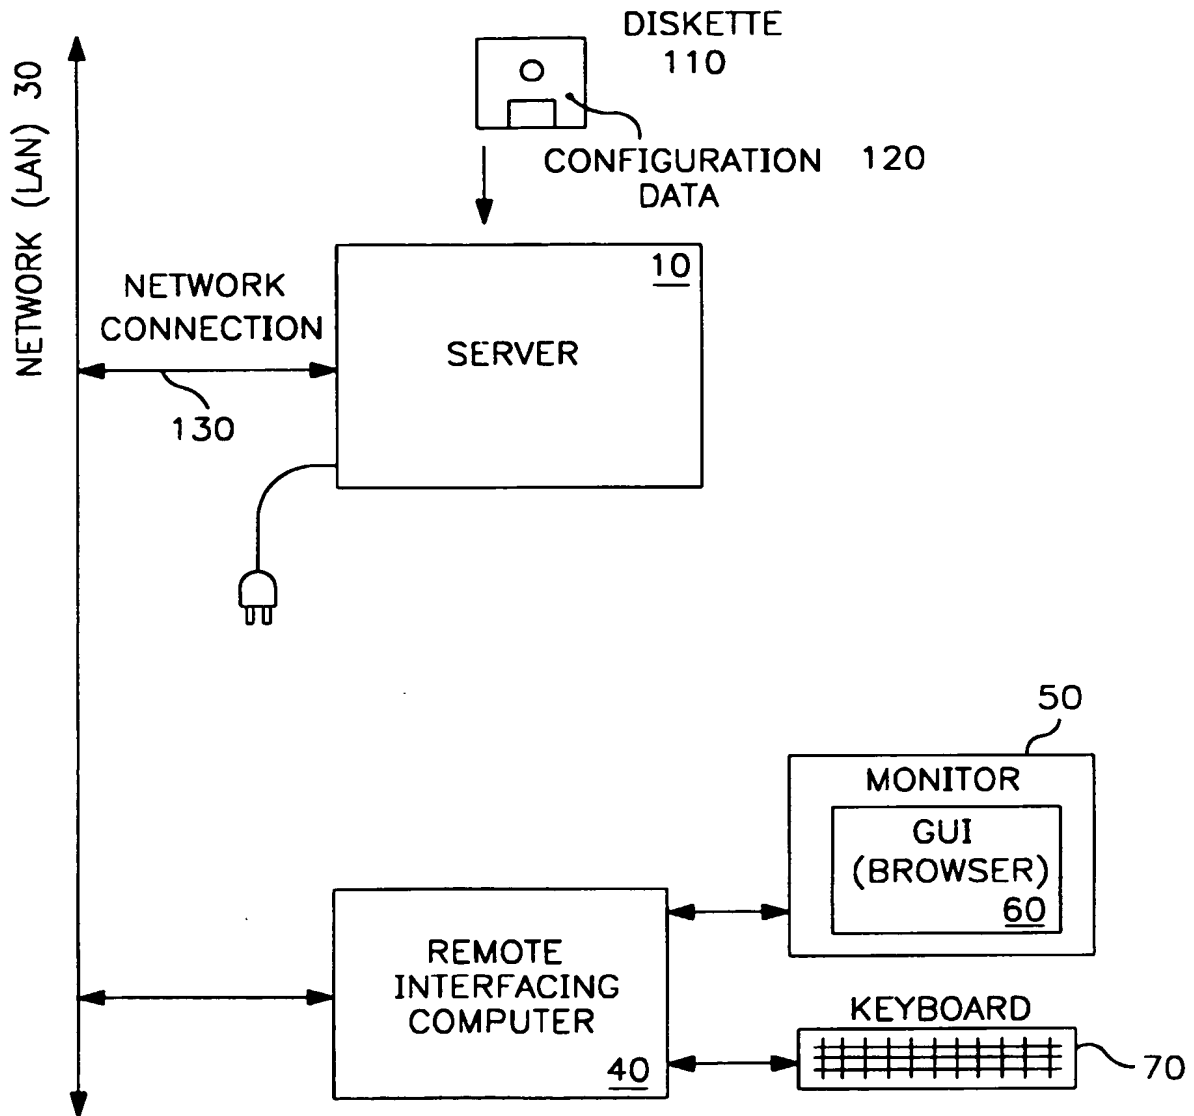 NETWORK (LAN) 30
DISKETTE
110
CONFIGURATION 120
DATA
10
NETWORK
CONNECTION
SERVER
130
50
MONITOR
GUI
(BROWSER)
60
REMOTE
INTERFACING
COMPUTER
40
KEYBOARD
70